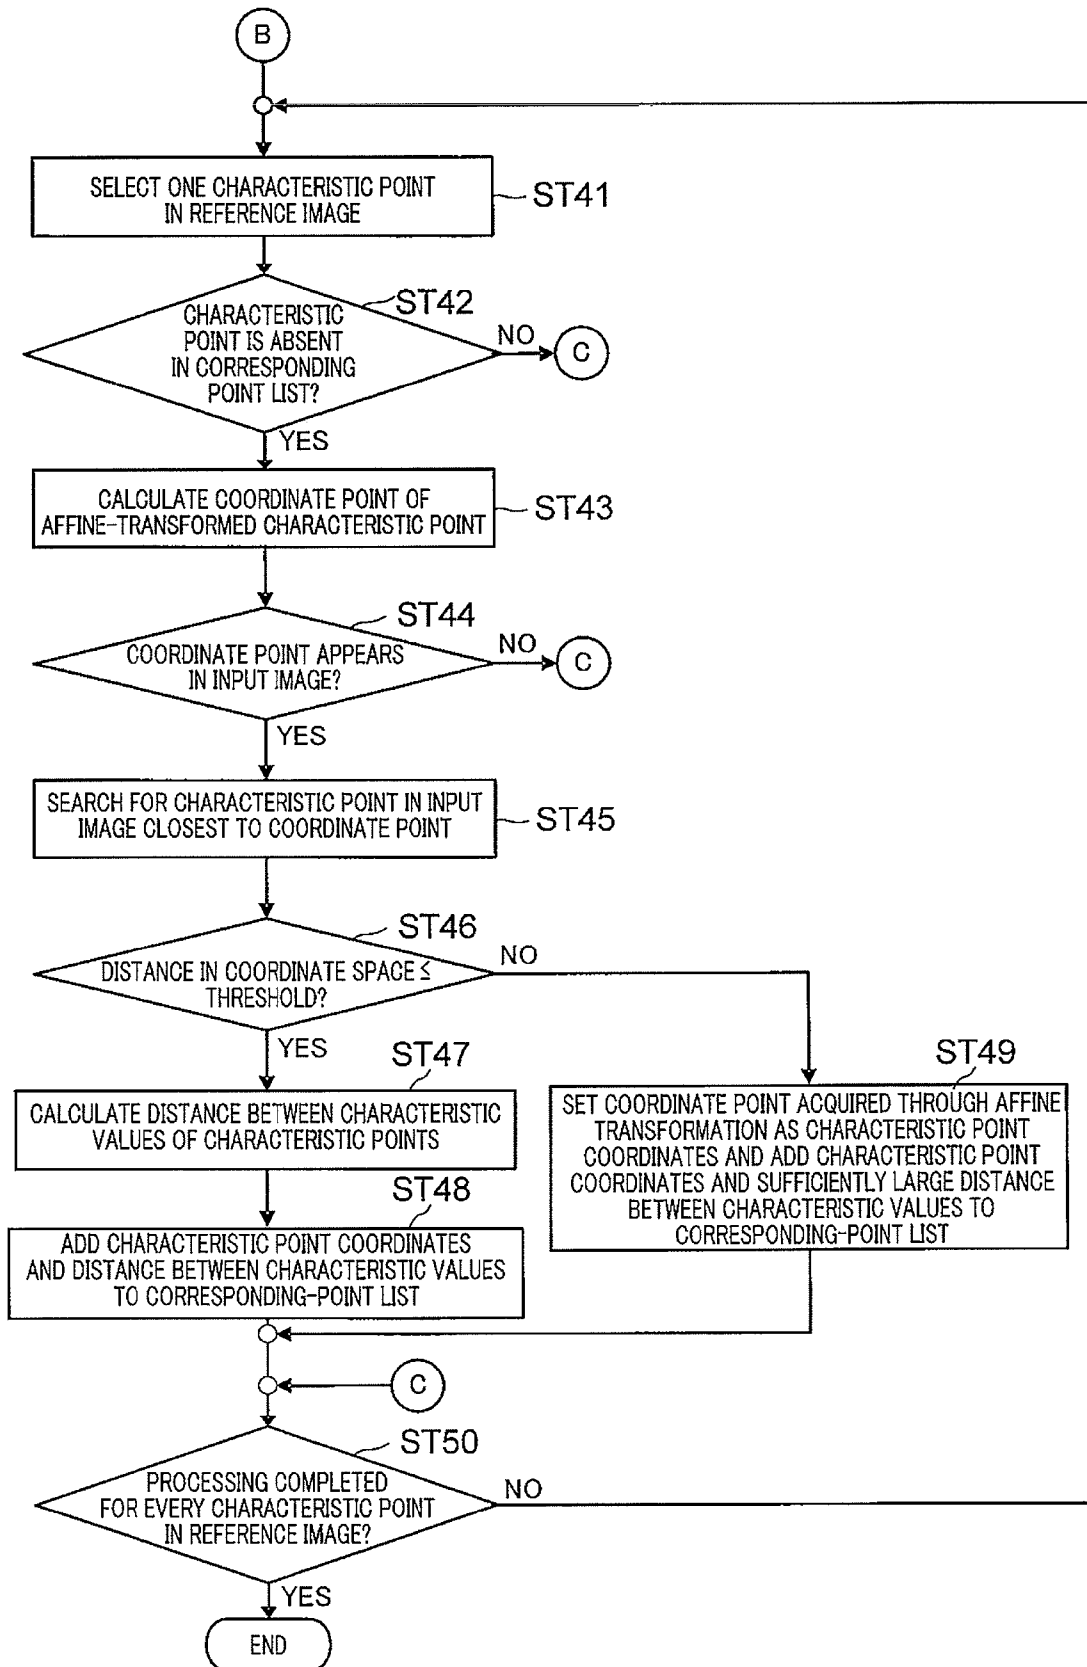 B
SELECT ONE CHARACTERISTIC POINT
IN REFERENCE IMAGE
ST41
ST42
CHARACTERISTIC
POINT IS ABSENT
IN CORRESPONDING
POINT LIST?
NO
C
YES
CALCULATE COORDINATE POINT OF
AFFINE-TRANSFORMED CHARACTERISTIC POINT
ST43
ST44
COORDINATE POINT APPEARS
IN INPUT IMAGE?
NO
C
YES
SEARCH FOR CHARACTERISTIC POINT IN INPUT
IMAGE CLOSEST TO COORDINATE POINT
ST45
ST46
DISTANCE IN COORDINATE SPACE ≤
THRESHOLD?
NO
YES
ST47
CALCULATE DISTANCE BETWEEN CHARACTERISTIC
VALUES OF CHARACTERISTIC POINTS
ST48
ADD CHARACTERISTIC POINT COORDINATES
AND DISTANCE BETWEEN CHARACTERISTIC VALUES
TO CORRESPONDING-POINT LIST
ST49
SET COORDINATE POINT ACQUIRED THROUGH AFFINE
TRANSFORMATION AS CHARACTERISTIC POINT
COORDINATES AND ADD CHARACTERISTIC POINT
COORDINATES AND SUFFICIENTLY LARGE DISTANCE
BETWEEN CHARACTERISTIC VALUES TO
CORRESPONDING-POINT LIST
C
ST50
PROCESSING COMPLETED
FOR EVERY CHARACTERISTIC POINT
IN REFERENCE IMAGE?
NO
YES
END